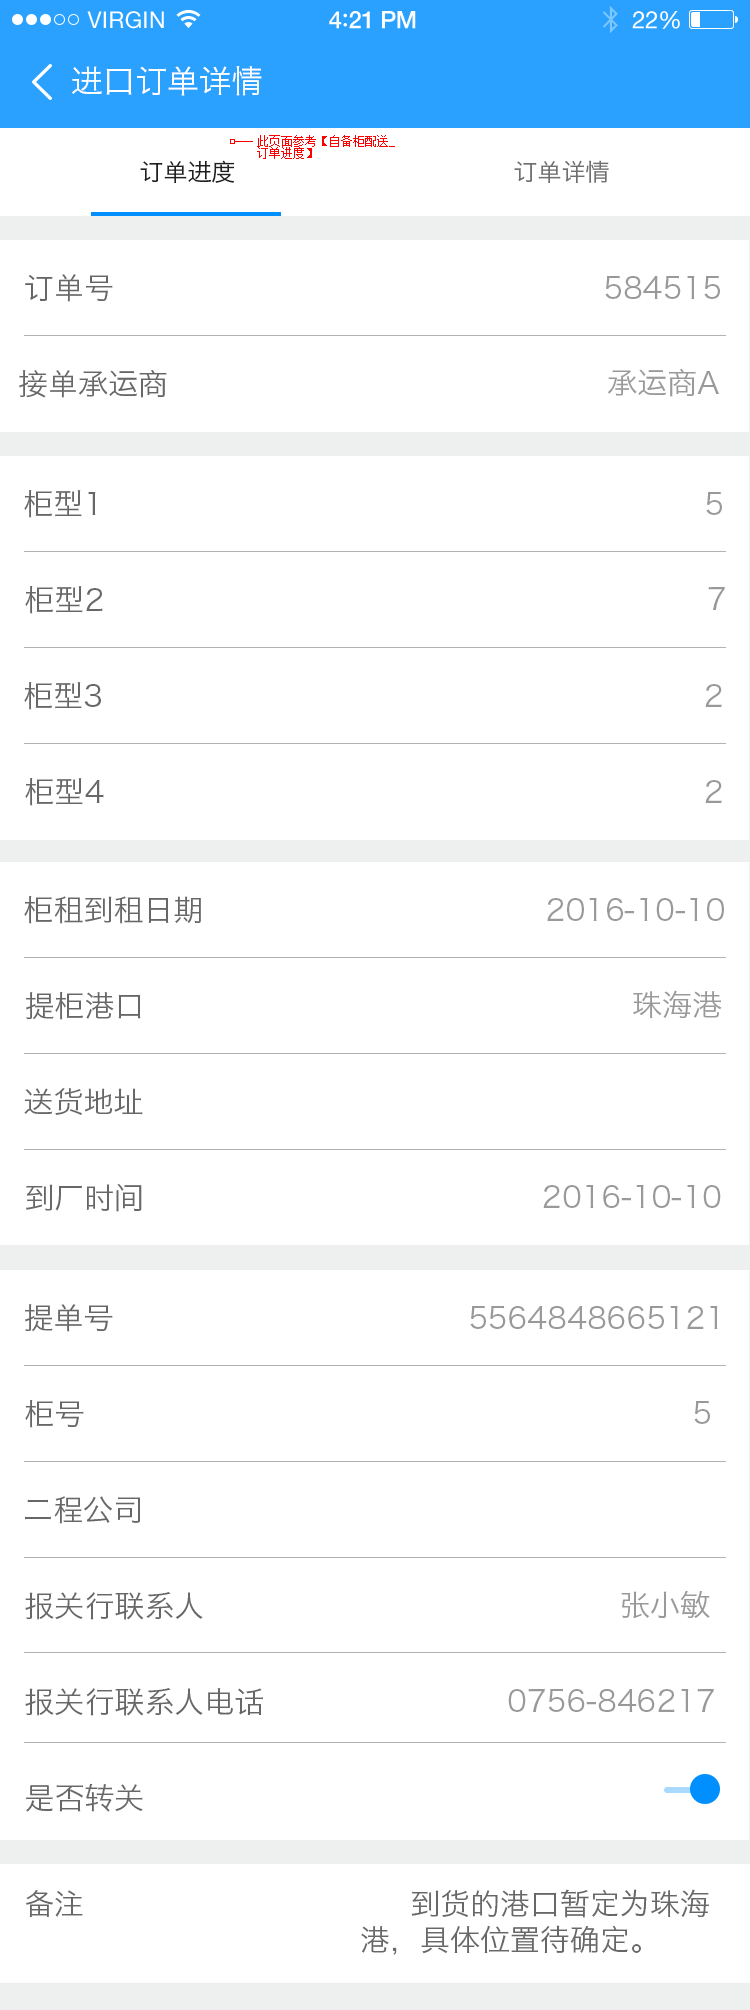 VIRGIN 4:21 PM 22%
进口订单详情
此页面参考【自备柜配送_
订单进度】
订单进度 订单详情
订单号 584515
接单承运商 承运商A
柜型1 5
柜型2 7
柜型3 2
柜型4 2
柜租到租日期 2016-10-10
提柜港口 珠海港
送货地址
到厂时间 2016-10-10
提单号 5564848665121
柜号 5
二程公司
报关行联系人 张小敏
报关行联系人电话 0756-846217
是否转关
备注 到货的港口暂定为珠海
港，具体位置待确定。